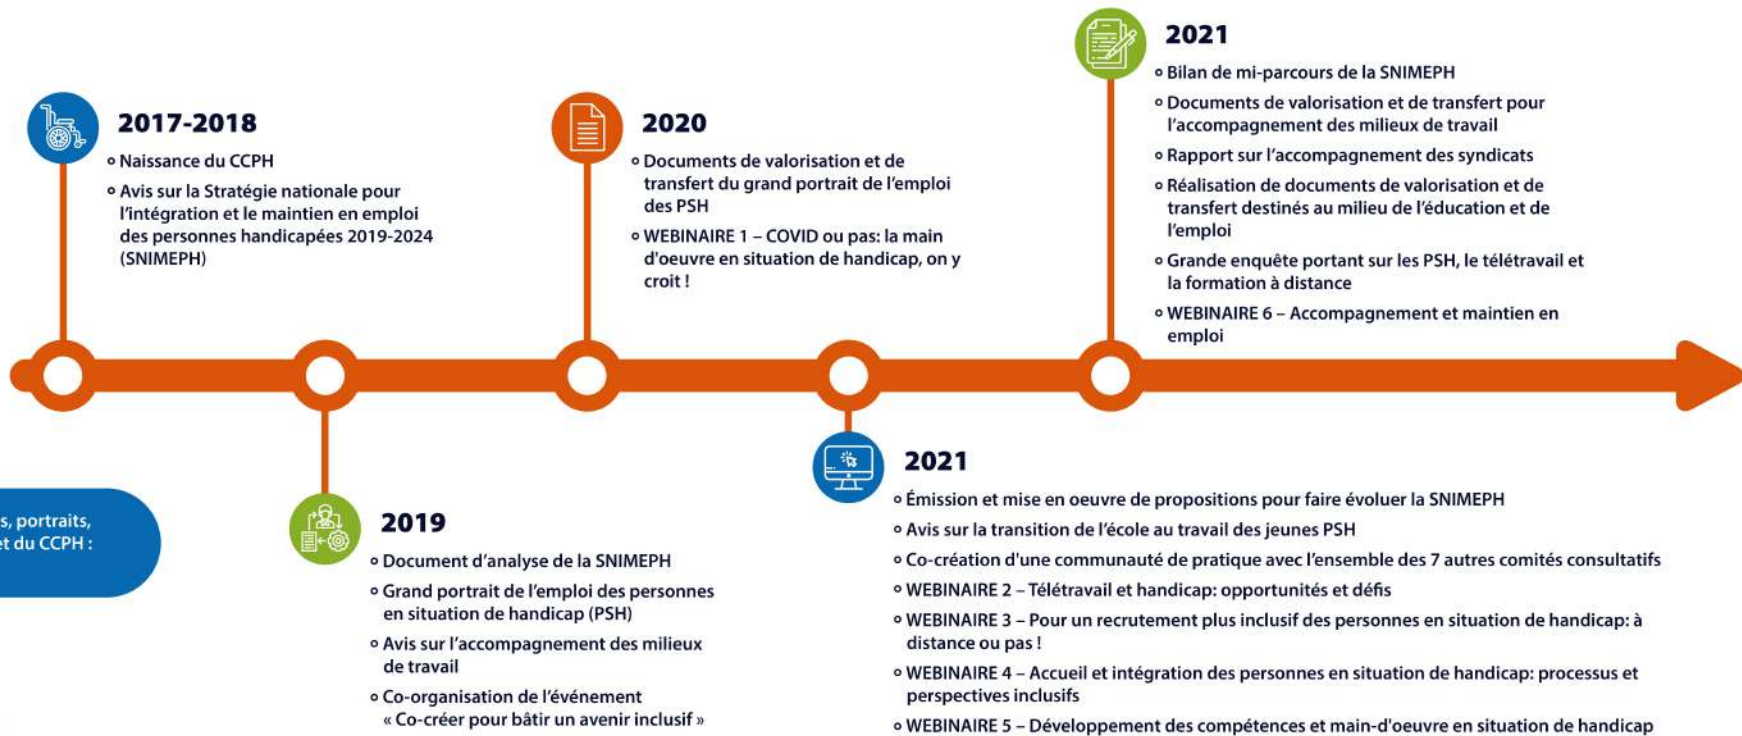 2017-2018
∘ Naissance du CCPH
∘ Avis sur la Stratégie nationale pour
l'intégration et le maintien en emploi
des personnes handicapées 2019-2024
(SNIMEPH)
2019
∘ Document d'analyse de la SNIMEPH
∘ Grand portrait de l'emploi des personnes
en situation de handicap (PSH)
∘ Avis sur l'accompagnement des milieux
de travail
∘ Co-organisation de l'événement
« Co-créer pour bâtir un avenir inclusif »
2020
∘ Documents de valorisation et de
transfert du grand portrait de l'emploi
des PSH
∘ WEBINAIRE 1 – COVID ou pas: la main
d'oeuvre en situation de handicap, on y
croit !
2021
∘ Émission et mise en oeuvre de propositions pour faire évoluer la SNIMEPH
∘ Avis sur la transition de l'école au travail des jeunes PSH
∘ Co-création d'une communauté de pratique avec l'ensemble des 7 autres comités consultatifs
∘ WEBINAIRE 2 – Télétravail et handicap: opportunités et défis
∘ WEBINAIRE 3 – Pour un recrutement plus inclusif des personnes en situation de handicap: à
distance ou pas !
∘ WEBINAIRE 4 – Accueil et intégration des personnes en situation de handicap: processus et
perspectives inclusifs
∘ WEBINAIRE 5 – Développement des compétences et main-d'oeuvre en situation de handicap
2021
∘ Bilan de mi-parcours de la SNIMEPH
∘ Documents de valorisation et de transfert pour
l'accompagnement des milieux de travail
∘ Rapport sur l'accompagnement des syndicats
∘ Réalisation de documents de valorisation et de
transfert destinés au milieu de l'éducation et de
l'emploi
∘ Grande enquête portant sur les PSH, le télétravail et
la formation à distance
∘ WEBINAIRE 6 – Accompagnement et maintien en
emploi
portraits,
du CCPH :